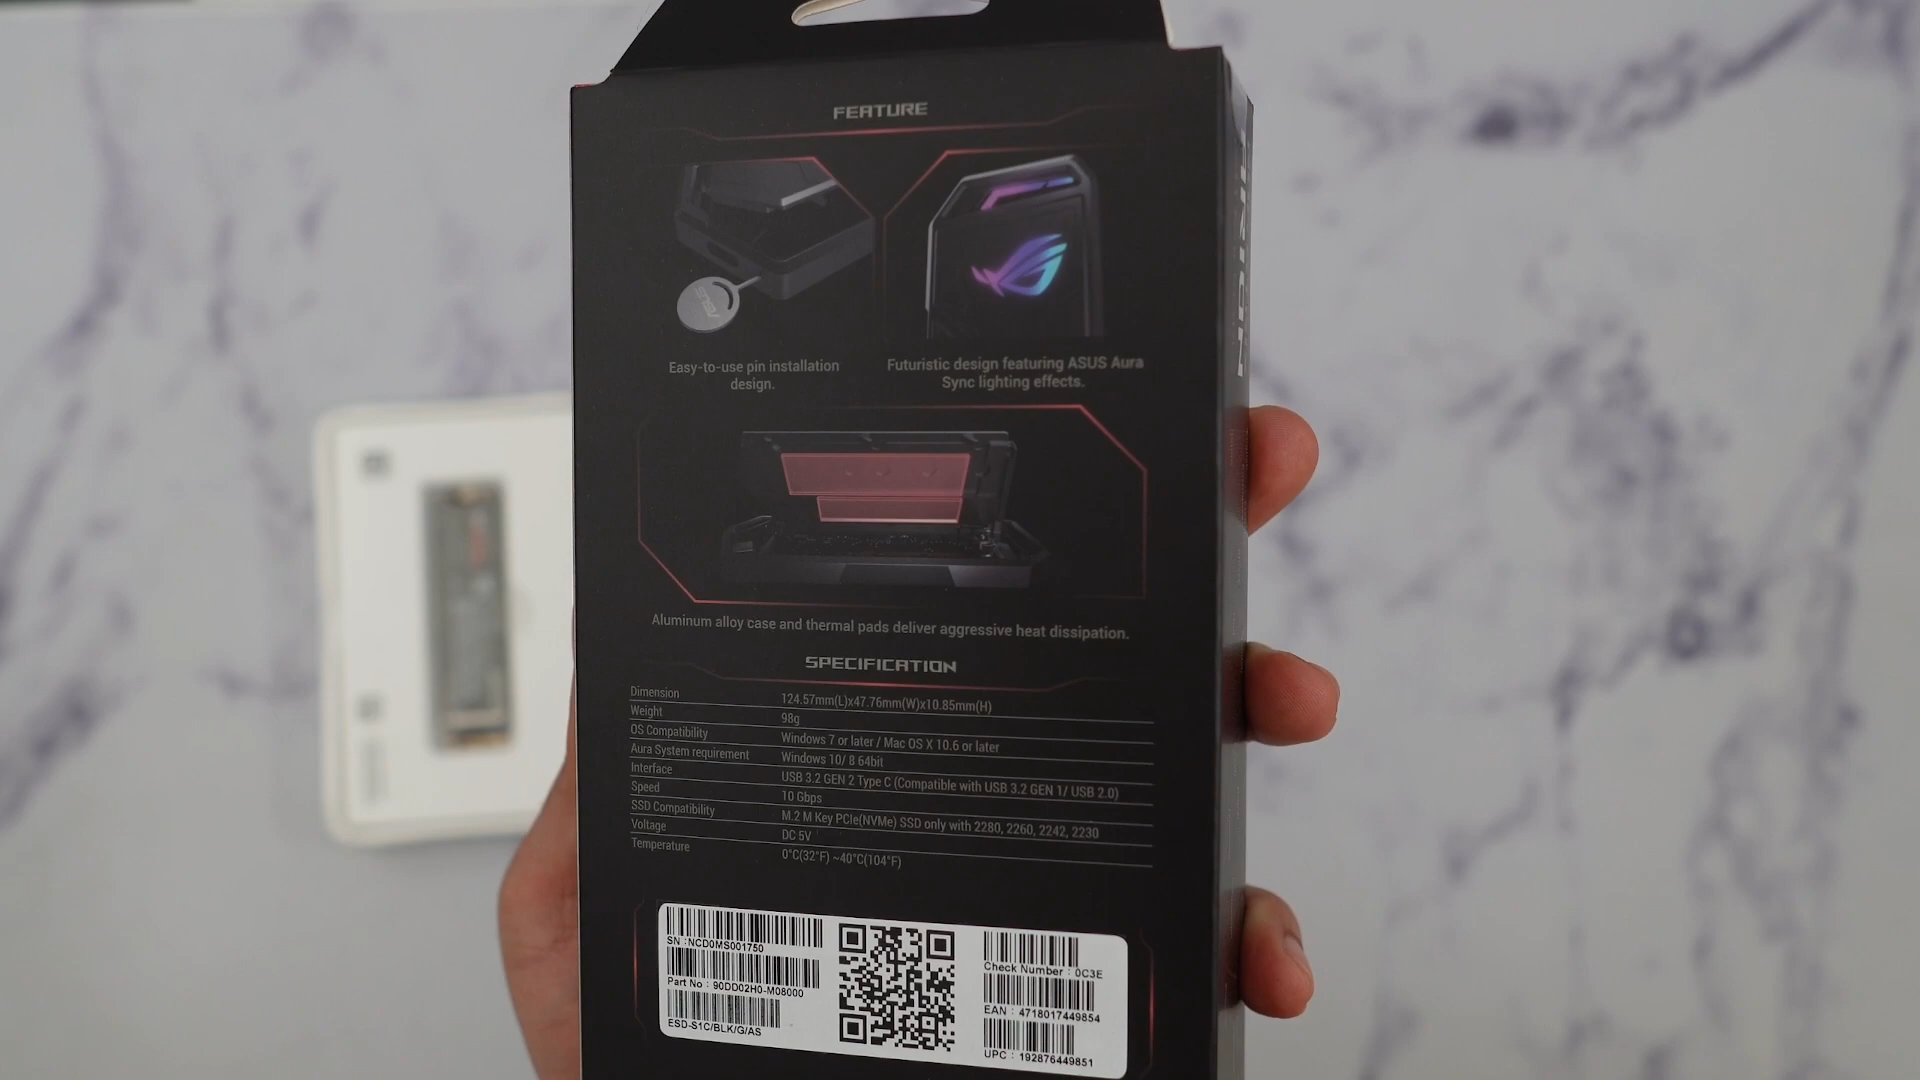 FEATURE
ASUS
Easy-to-use pin installation
design.
Futuristic design featuring ASUS Aura
Sync lighting effects.
Aluminum alloy case and thermal pads deliver aggressive heat dissipation.
SPECIFICATION
Dimension 124.57mm(L)x47.76mm(W)x10.85mm(H)
Weight 98g
OS Compatibility Windows 7 or later / Mac OS X 10.6 or later
Aura System requirement Windows 10/ 8 64bit
Interface USB 3.2 GEN 2 Type C (Compatible with USB 3.2 GEN 1/ USB 2.0)
Speed 10 Gbps
SSD Compatibility M.2 M Key PCIe(NVMe) SSD only with 2280, 2260, 2242, 2230
Voltage DC 5V
Temperature 0°C(32°F) ~40°C(104°F)
SN :NCD0MS001750
Part No : 90DD02H0-M08000
ESD-S1C/BLK/G/AS
Check Number : 0C3E
EAN : 4718017449854
UPC : 192876449851